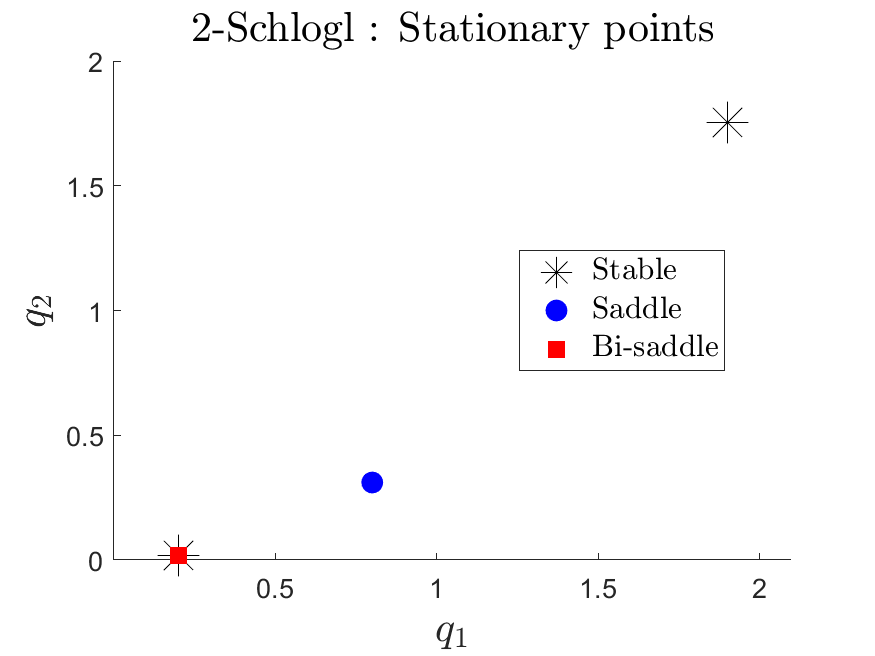 2-Schlogl : Stationary points
2
1.5
1
0.5
0
q₂
Stable
Saddle
Bi-saddle
0.5 1 1.5 2
q₁